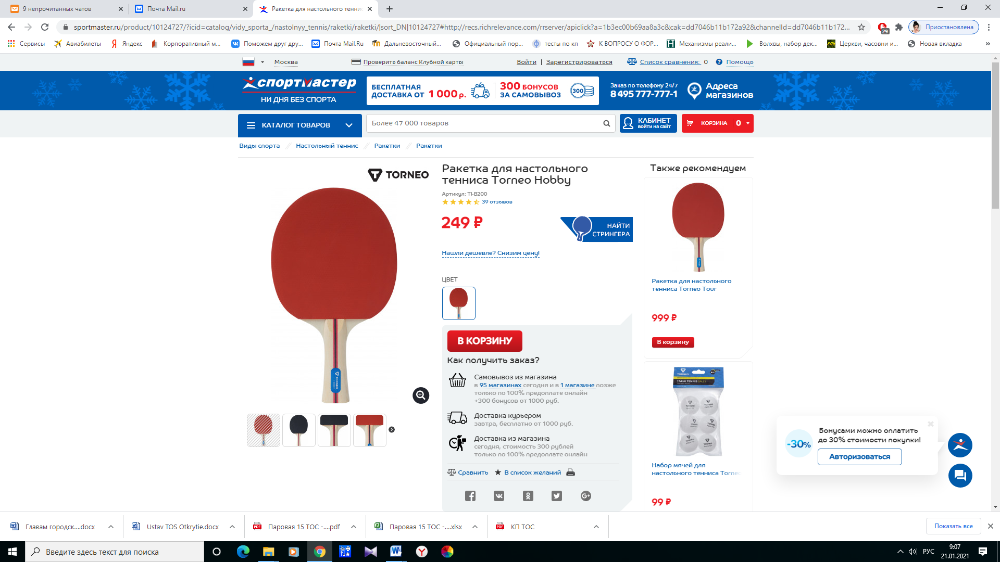 9 непрочитанных чатов
Почта Mail.ru
Ракетка для настольного тенниc
sportmaster.ru/product/10124727/?icid=catalog/vidy_sporta_/nastolnyy_tennis/raketki/raketki/|sort_DN|10124727#http://recs.richrelevance.com/rrserver/apiclick?a=1b3ec00b69aa8a3c&cak=dd7046b11b172a92&channelId=dd7046b11b172...
29
Приостановлена
Сервисы
Авиабилеты
Яндекс
Корпоративный м...
Поможем друг дру...
Почта Mail.Ru
Дальневосточный...
Официальный пор...
тесты по кп
К ВОПРОСУ О ФОР...
Механизмы реали...
Волхвы, набор дек...
Церкви, часовни и...
Новая вкладка
Москва
Проверить баланс Клубной карты
Войти | Зарегистрироваться
Список сравнения: 0
Помощь
спортмастер
НИ ДНЯ БЕЗ СПОРТА
БЕСПЛАТНАЯ
ДОСТАВКА ОТ 1 000 р.
300 БОНУСОВ
ЗА САМОВЫВОЗ
300
Заказ по телефону 24/7
8 495 777-777-1
Адреса
магазинов
КАТАЛОГ ТОВАРОВ
Более 47 000 товаров
КАБИНЕТ
войти на сайт
КОРЗИНА 0
Виды спорта
Настольный теннис
Ракетки
Ракетки
TORNEO
Ракетка для настольного
тенниса Torneo Hobby
Артикул: TI-B200
39 отзывов
249 ₽
НАЙТИ
СТРИНГЕРА
Нашли дешевле? Снизим цену!
ЦВЕТ
В КОРЗИНУ
Как получить заказ?
Самовывоз из магазина
в 95 магазинах сегодня и в 1 магазине позже
только по 100% предоплате онлайн
+300 бонусов от 1000 руб.
Доставка курьером
завтра, бесплатно от 1000 руб.
Доставка из магазина
сегодня, стоимость 300 рублей
только по 100% предоплате онлайн
Сравнить
В список желаний
Также рекомендуем
Ракетка для настольного
тенниса Torneo Tour
999 ₽
В корзину
TORNEO
TABLE TENNIS BALLS
Набор мячей для
настольного тенниса Torneo
99 ₽
-30%
Бонусами можно оплатить
до 30% стоимости покупки!
Авторизоваться
Главам городск....docx
Ustav TOS Otkrytie.docx
Паровая 15 ТОС -....pdf
Паровая 15 ТОС -....xlsx
КП ТОС
Показать все
Введите здесь текст для поиска
РУС
9:07
21.01.2021